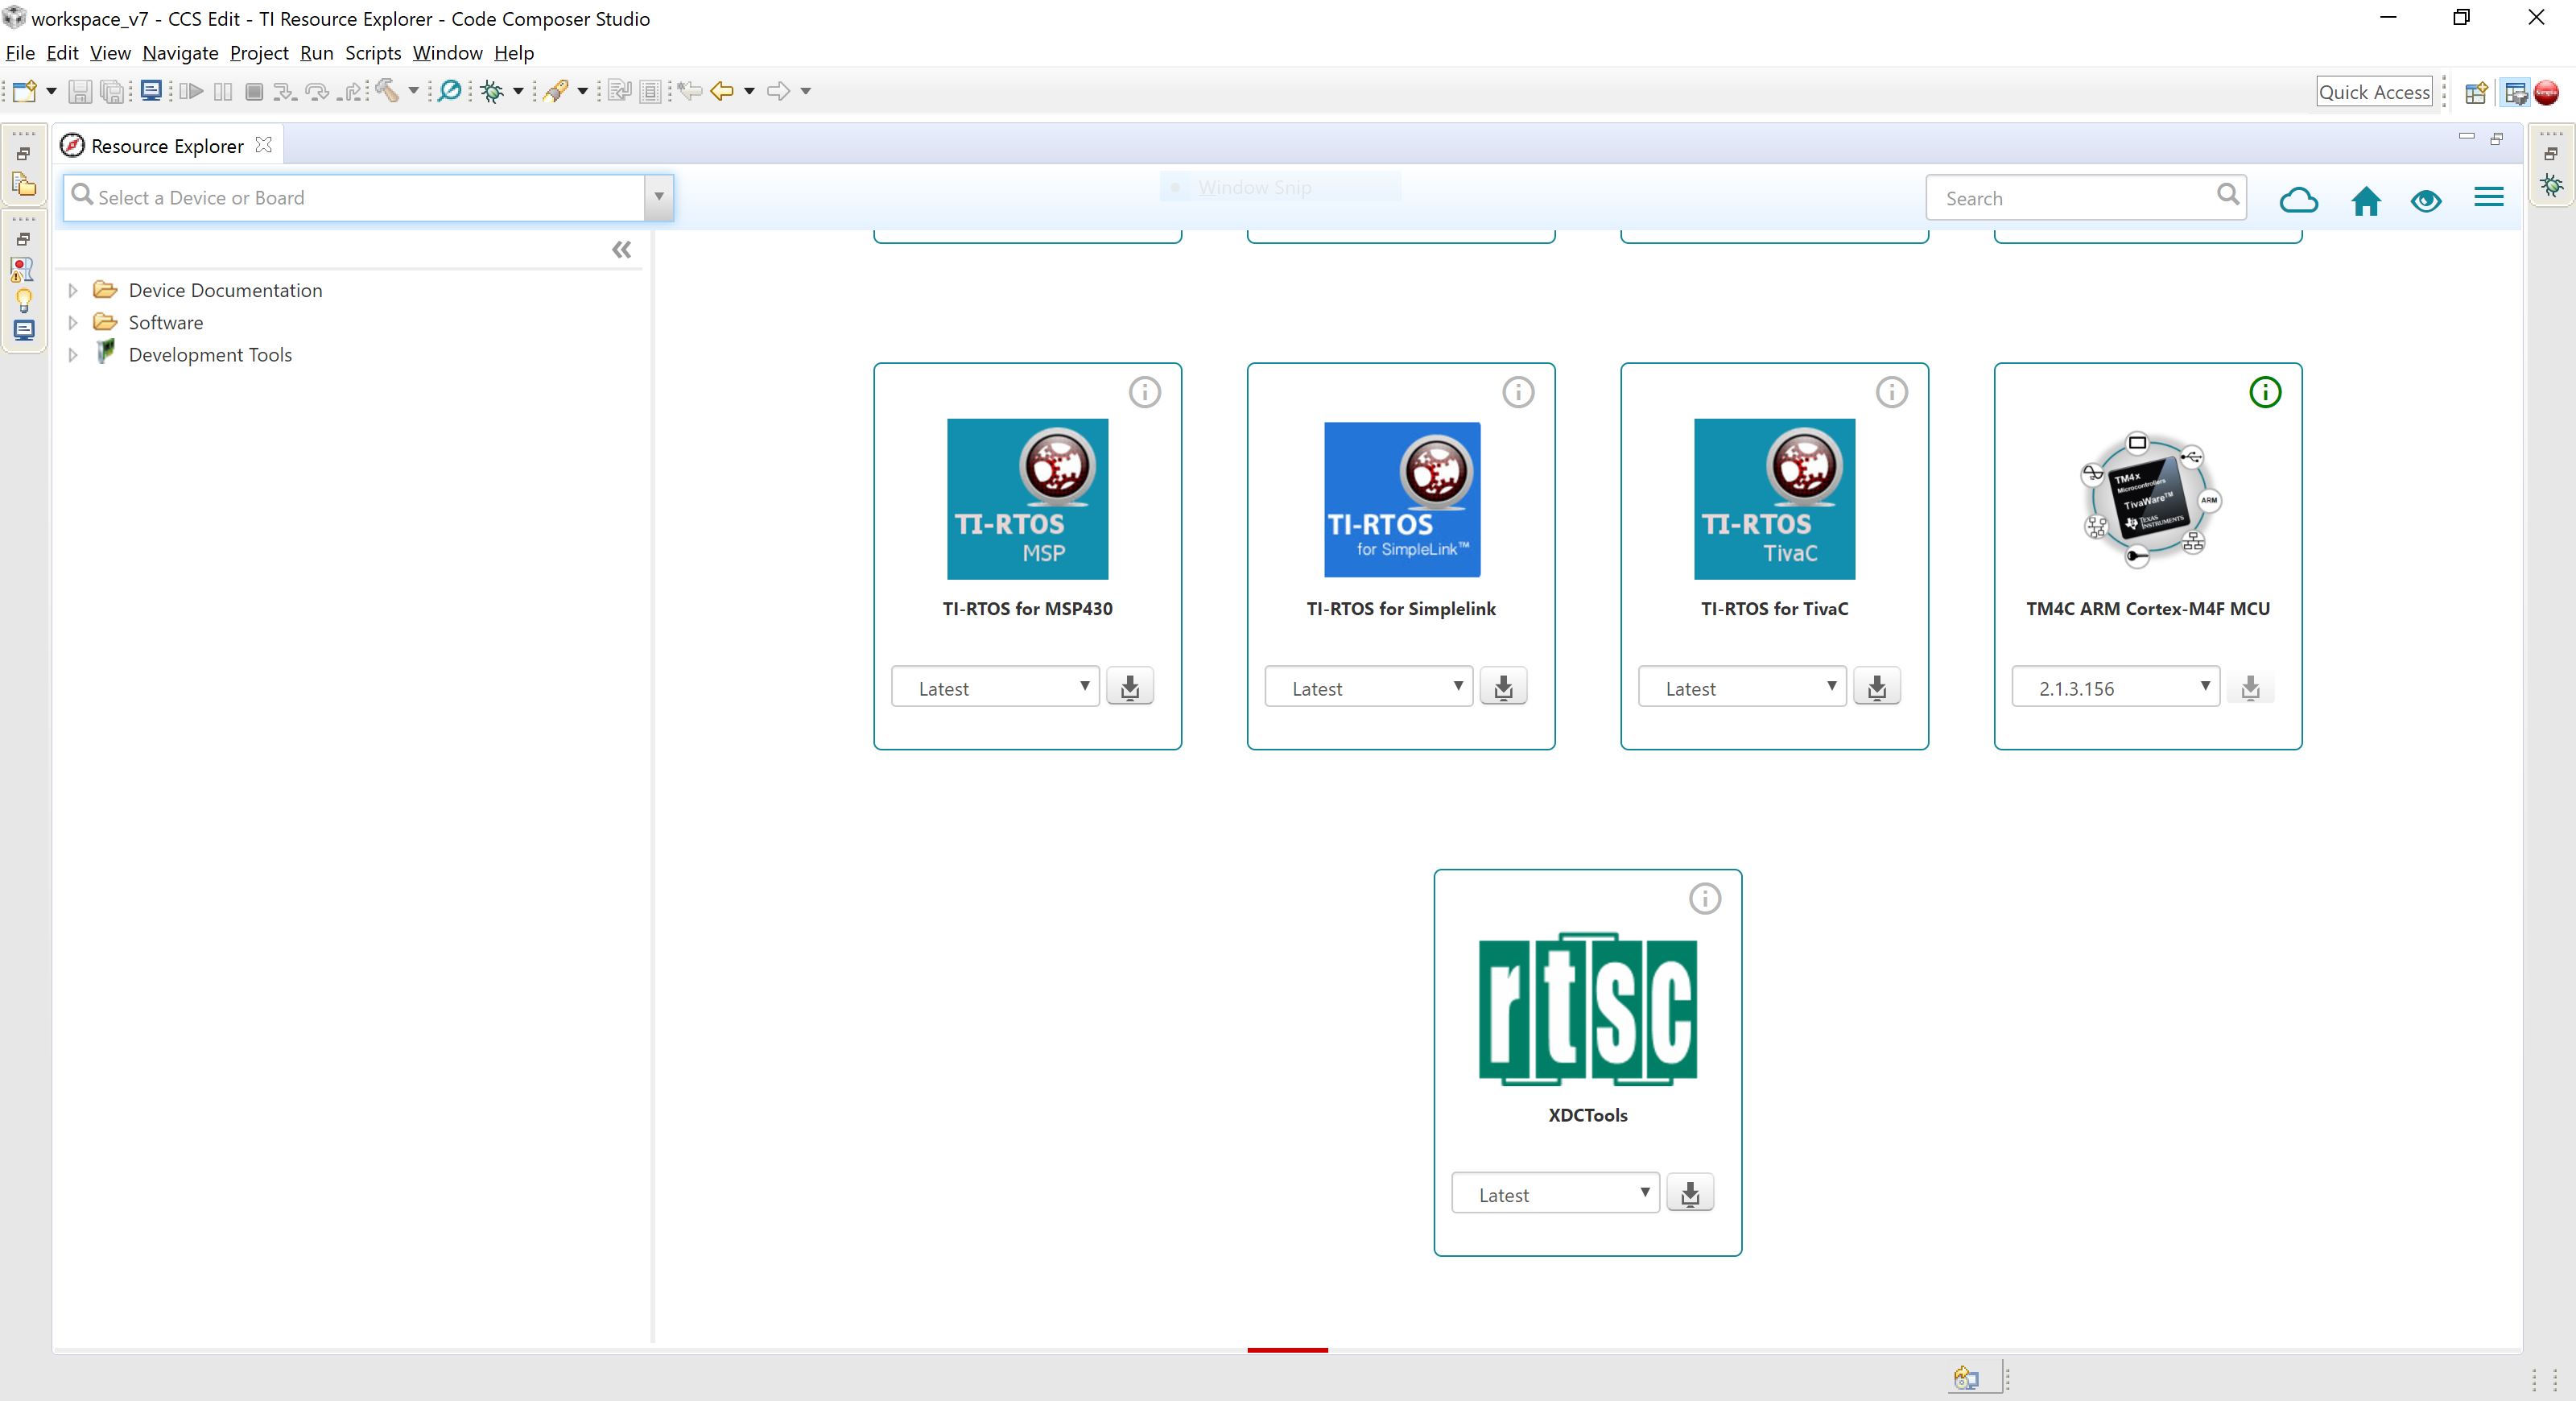 workspace_v7 - CCS Edit - TI Resource Explorer - Code Composer Studio
File Edit View Navigate Project Run Scripts Window Help
Quick Access
Resource Explorer
Select a Device or Board
Window Snip
Search
Device Documentation
Software
Development Tools
TI-RTOS
MSP
TI-RTOS for MSP430
Latest
TI-RTOS
for SimpleLink™
TI-RTOS for Simplelink
Latest
TI-RTOS
TivaC
TI-RTOS for TivaC
Latest
TM4x
Microcontrollers
TivaWare™
TEXAS
INSTRUMENTS
ARM
TM4C ARM Cortex-M4F MCU
2.1.3.156
rtsc
XDCTools
Latest